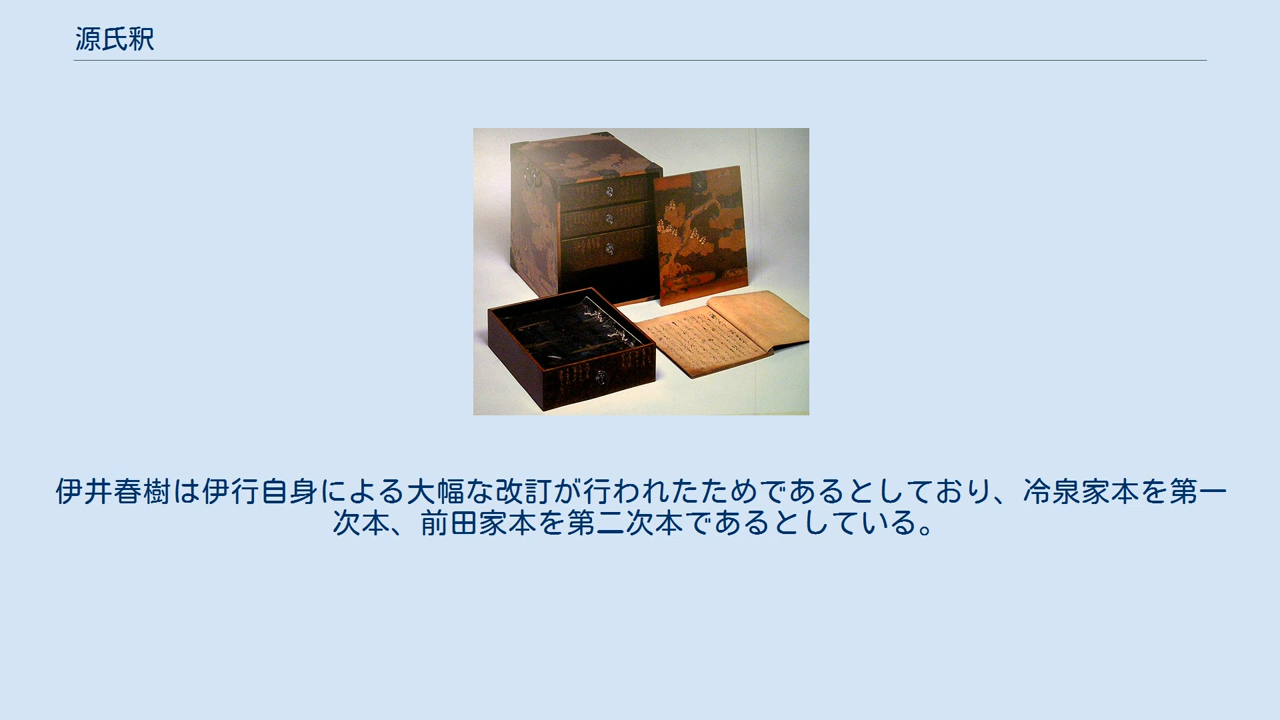 源氏釈
伊井春樹は伊行自身による大幅な改訂が行われたためであるとしており、冷泉家本を第一
次本、前田家本を第二次本であるとしている。